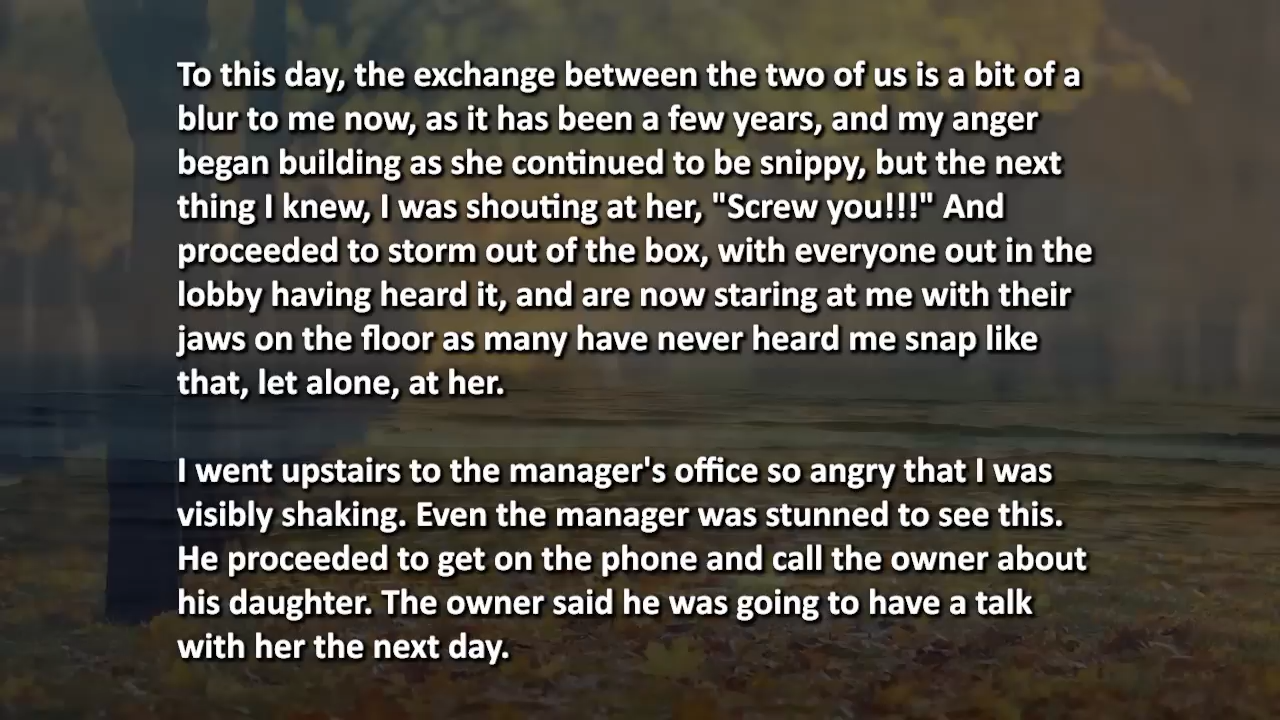 To this day, the exchange between the two of us is a bit of a
blur to me now, as it has been a few years, and my anger
began building as she continued to be snippy, but the next
thing I knew, I was shouting at her, "Screw you!!!" And
proceeded to storm out of the box, with everyone out in the
lobby having heard it, and are now staring at me with their
jaws on the floor as many have never heard me snap like
that, let alone, at her.
I went upstairs to the manager's office so angry that I was
visibly shaking. Even the manager was stunned to see this.
He proceeded to get on the phone and call the owner about
his daughter. The owner said he was going to have a talk
with her the next day.